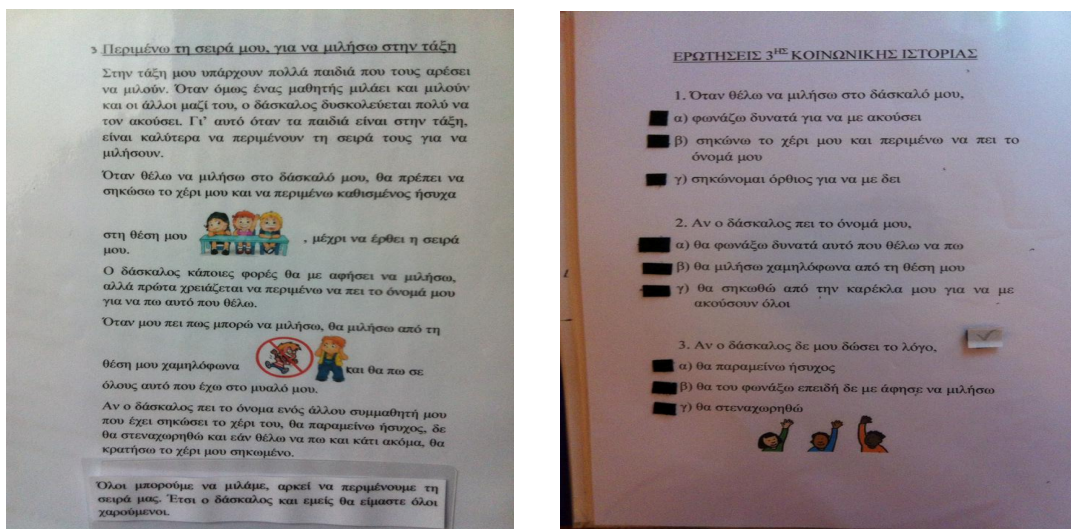 3 Περιμένω τη σειρά μου, για να μιλήσω στην τάξη
Στην τάξη μου υπάρχουν πολλά παιδιά που τους αρέσει
να μιλούν. Όταν όμως ένας μαθητής μιλάει και μιλούν
και οι άλλοι μαζί του, ο δάσκαλος δυσκολεύεται πολύ να
τον ακούσει. Γι' αυτό όταν τα παιδιά είναι στην τάξη,
είναι καλύτερα να περιμένουν τη σειρά τους για να
μιλήσουν.
Όταν θέλω να μιλήσω στο δάσκαλό μου, θα πρέπει να
σηκώσω το χέρι μου και να περιμένω καθισμένος ήσυχα
στη θέση μου , μέχρι να έρθει η σειρά
μου.
Ο δάσκαλος κάποιες φορές θα με αφήσει να μιλήσω,
αλλά πρώτα χρειάζεται να περιμένω να πει το όνομά μου
για να πω αυτό που θέλω.
Όταν μου πει πως μπορώ να μιλήσω, θα μιλήσω από τη
θέση μου χαμηλόφωνα και θα πω σε
όλους αυτό που έχω στο μυαλό μου.
Αν ο δάσκαλος πει το όνομα ενός άλλου συμμαθητή μου
που έχει σηκώσει το χέρι του, θα παραμείνω ήσυχος, δε
θα στεναχωρηθώ και εάν θέλω να πω και κάτι ακόμα, θα
κρατήσω το χέρι μου σηκωμένο.
Όλοι μπορούμε να μιλάμε, αρκεί να περιμένουμε τη
σειρά μας. Έτσι ο δάσκαλος και εμείς θα είμαστε όλοι
χαρούμενοι.
ΕΡΩΤΗΣΕΙΣ 3ΗΣ ΚΟΙΝΩΝΙΚΗΣ ΙΣΤΟΡΙΑΣ
1. Όταν θέλω να μιλήσω στο δάσκαλό μου,
α) φωνάζω δυνατά για να με ακούσει
β) σηκώνω το χέρι μου και περιμένω να πει το
όνομά μου
γ) σηκώνομαι όρθιος για να με δει
2. Αν ο δάσκαλος πει το όνομά μου,
α) θα φωνάξω δυνατά αυτό που θέλω να πω
β) θα μιλήσω χαμηλόφωνα από τη θέση μου
γ) θα σηκωθώ από την καρέκλα μου για να με
ακούσουν όλοι
3. Αν ο δάσκαλος δε μου δώσει το λόγο,
α) θα παραμείνω ήσυχος
β) θα του φωνάξω επειδή δε με άφησε να μιλήσω
γ) θα στεναχωρηθώ